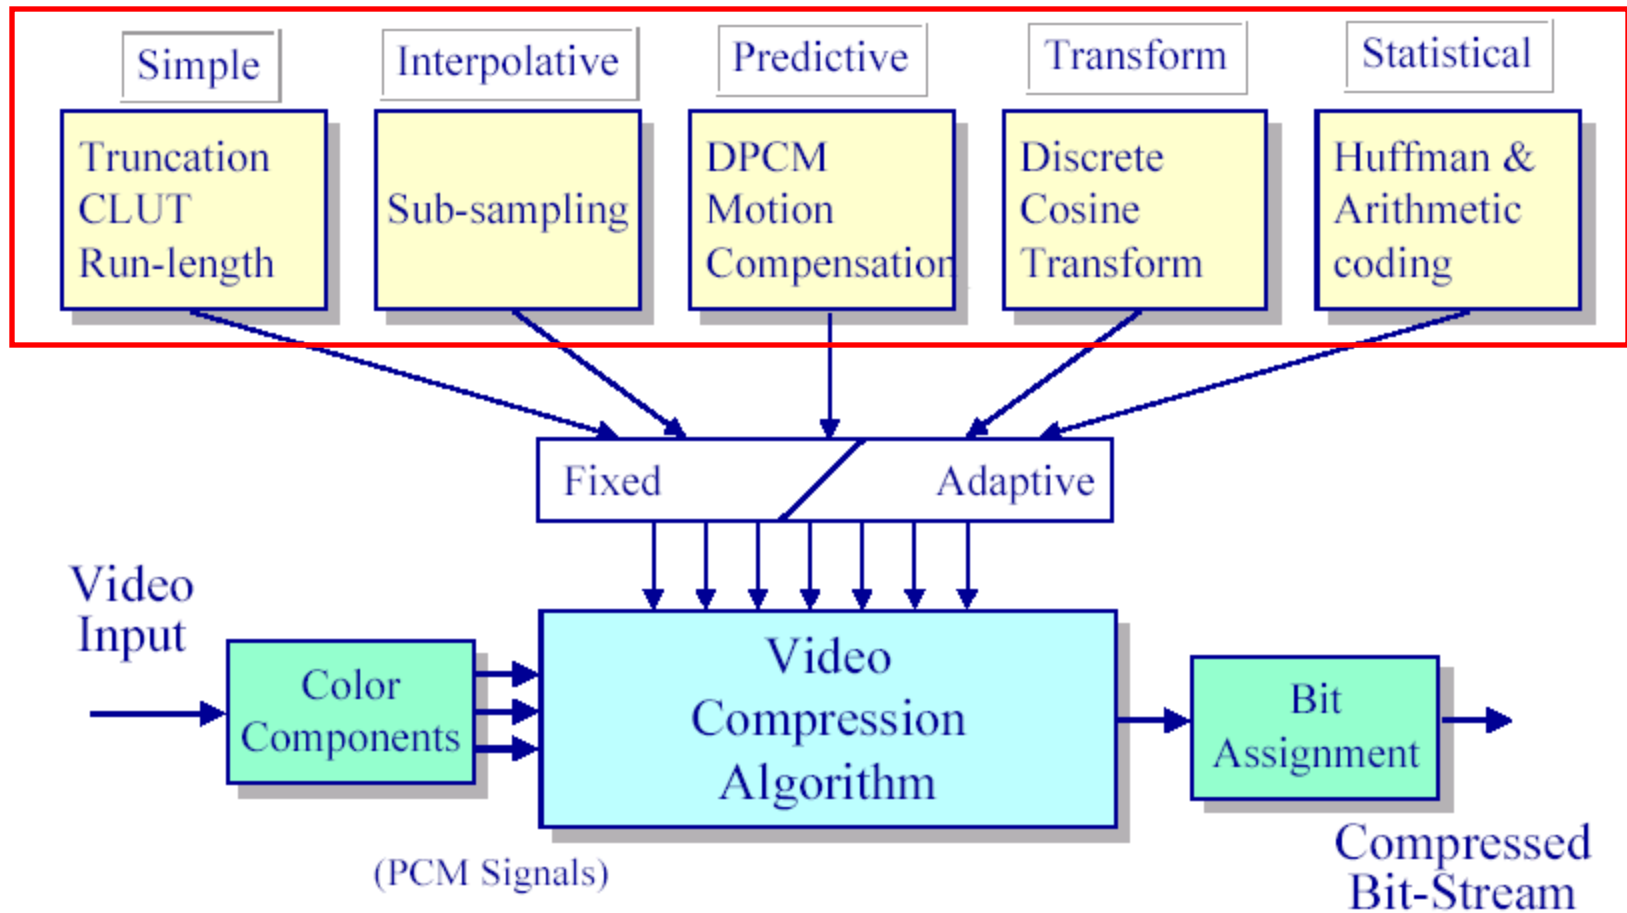 Simple
Interpolative
Predictive
Transform
Statistical
Truncation
CLUT
Run-length
Sub-sampling
DPCM
Motion
Compensation
Discrete
Cosine
Transform
Huffman &
Arithmetic
coding
Fixed
Adaptive
Video
Input
Color
Components
Video
Compression
Algorithm
Bit
Assignment
(PCM Signals)
Compressed
Bit-Stream